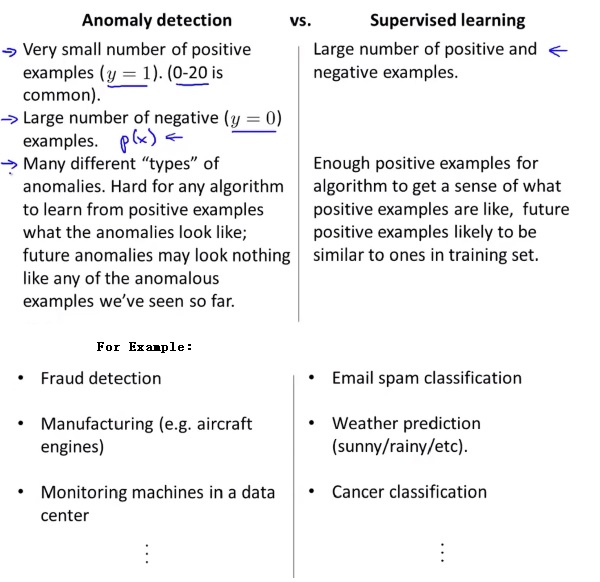 Anomaly detection vs. Supervised learning
Very small number of positive
examples (y = 1). (0-20 is
common).
Large number of negative (y = 0)
examples. p(x)
Many different “types” of
anomalies. Hard for any algorithm
to learn from positive examples
what the anomalies look like;
future anomalies may look nothing
like any of the anomalous
examples we’ve seen so far.
Large number of positive and
negative examples.
Enough positive examples for
algorithm to get a sense of what
positive examples are like, future
positive examples likely to be
similar to ones in training set.
For Example:
• Fraud detection
• Manufacturing (e.g. aircraft
engines)
• Monitoring machines in a data
center
⋮
• Email spam classification
• Weather prediction
(sunny/rainy/etc).
• Cancer classification
⋮